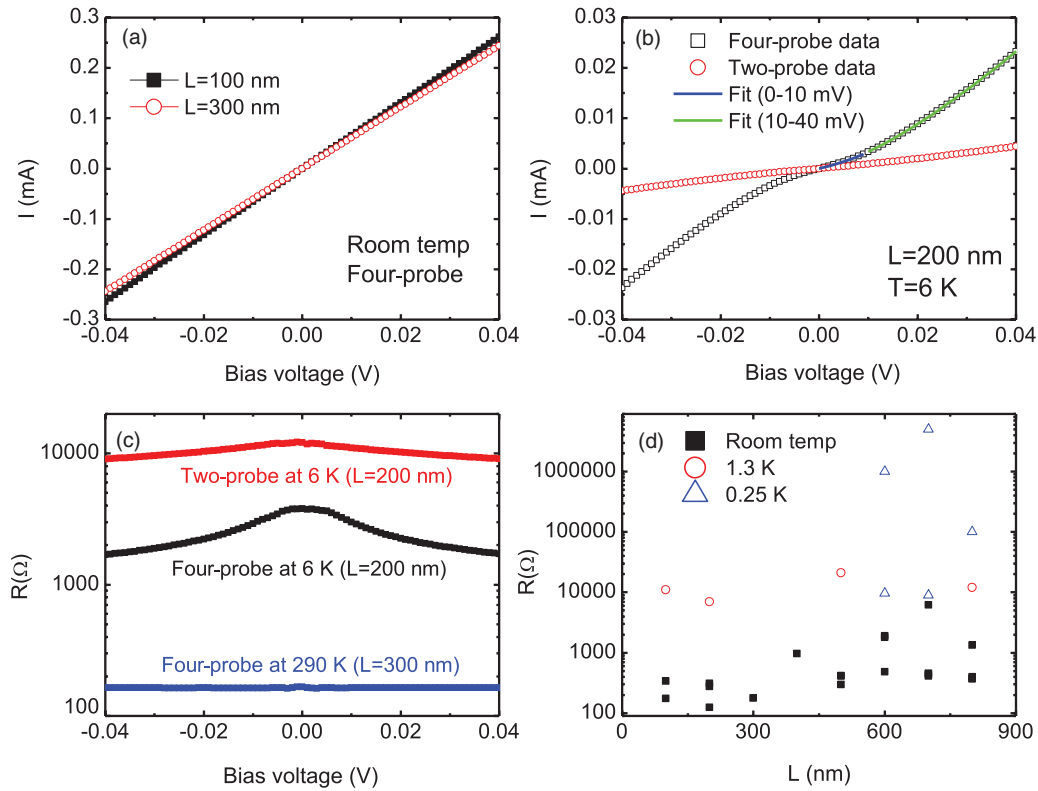 (a)
L=100 nm
L=300 nm
Room temp
Four-probe
I (mA)
0.3
0.2
0.1
0.0
-0.1
-0.2
-0.3
-0.04
-0.02
0.00
0.02
0.04
Bias voltage (V)
(b)
Four-probe data
Two-probe data
Fit (0-10 mV)
Fit (10-40 mV)
L=200 nm
T=6 K
I (mA)
0.03
0.02
0.01
0.00
-0.01
-0.02
-0.03
-0.04
-0.02
0.00
0.02
0.04
Bias voltage (V)
(c)
Two-probe at 6 K (L=200 nm)
Four-probe at 6 K (L=200 nm)
Four-probe at 290 K (L=300 nm)
R(Ω)
10000
1000
100
-0.04
-0.02
0.00
0.02
0.04
Bias voltage (V)
(d)
Room temp
1.3 K
0.25 K
R(Ω)
1000000
100000
10000
1000
100
0
300
600
900
L (nm)